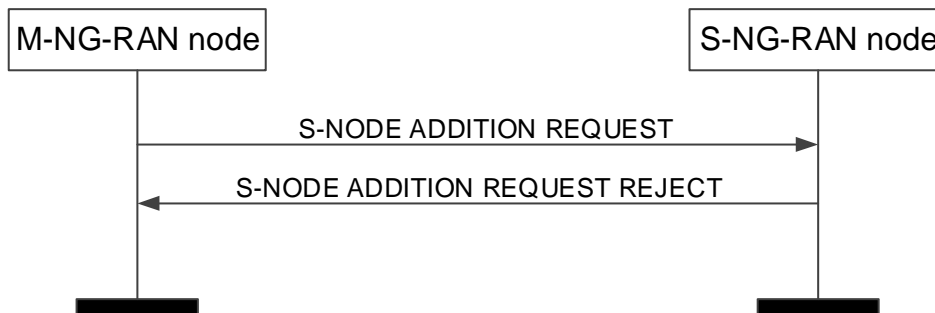 M-NG-RAN node
S-NG-RAN node
S-NODE ADDITION REQUEST
S-NODE ADDITION REQUEST REJECT